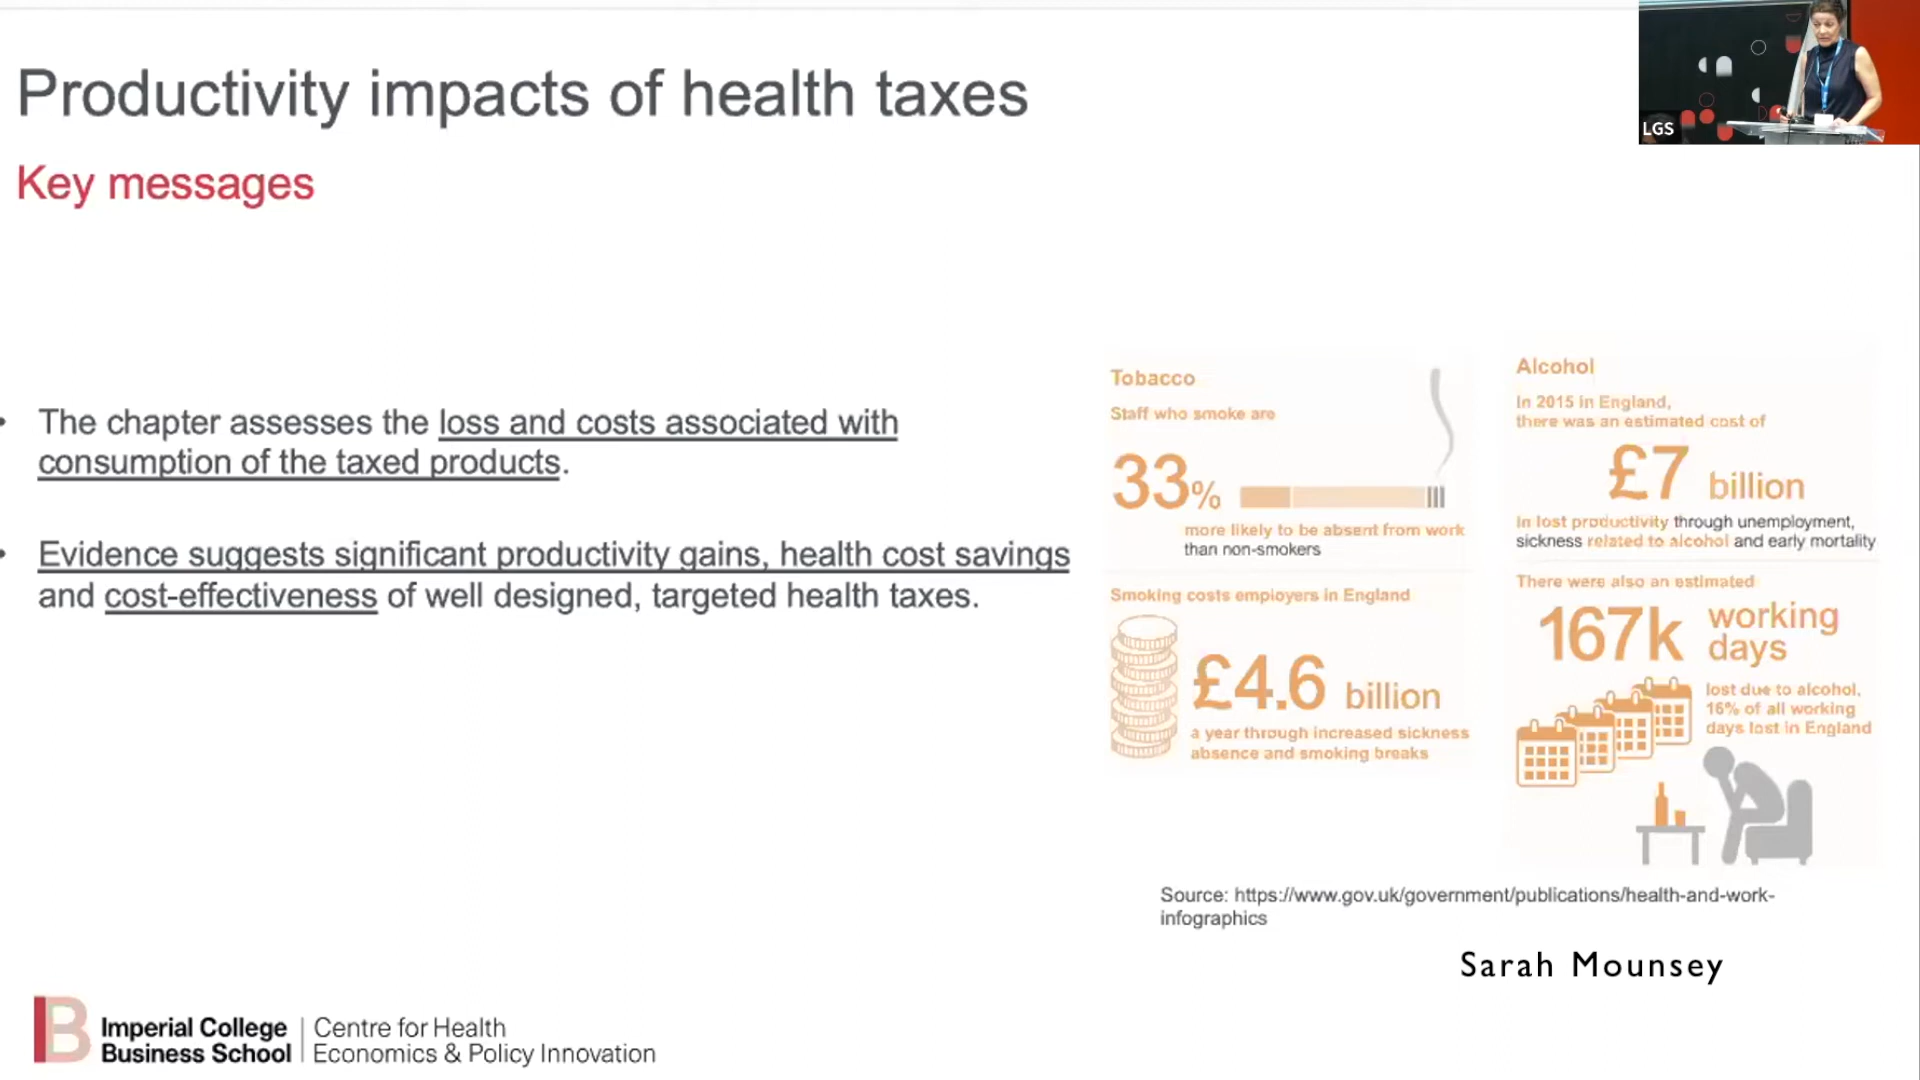 Productivity impacts of health taxes
Key messages
LGS
• The chapter assesses the loss and costs associated with
consumption of the taxed products.
• Evidence suggests significant productivity gains, health cost savings
and cost-effectiveness of well designed, targeted health taxes.
Tobacco
Staff who smoke are
33%
more likely to be absent from work
than non-smokers
Smoking costs employers in England
£4.6 billion
a year through increased sickness
absence and smoking breaks
Alcohol
In 2015 in England,
there was an estimated cost of
£7 billion
In lost productivity through unemployment,
sickness related to alcohol and early mortality
There were also an estimated
167k working
days
lost due to alcohol,
16% of all working
days lost in England
Source: https://www.gov.uk/government/publications/health-and-work-
infographics
Sarah Mounsey
B
Imperial College
Business School
Centre for Health
Economics & Policy Innovation